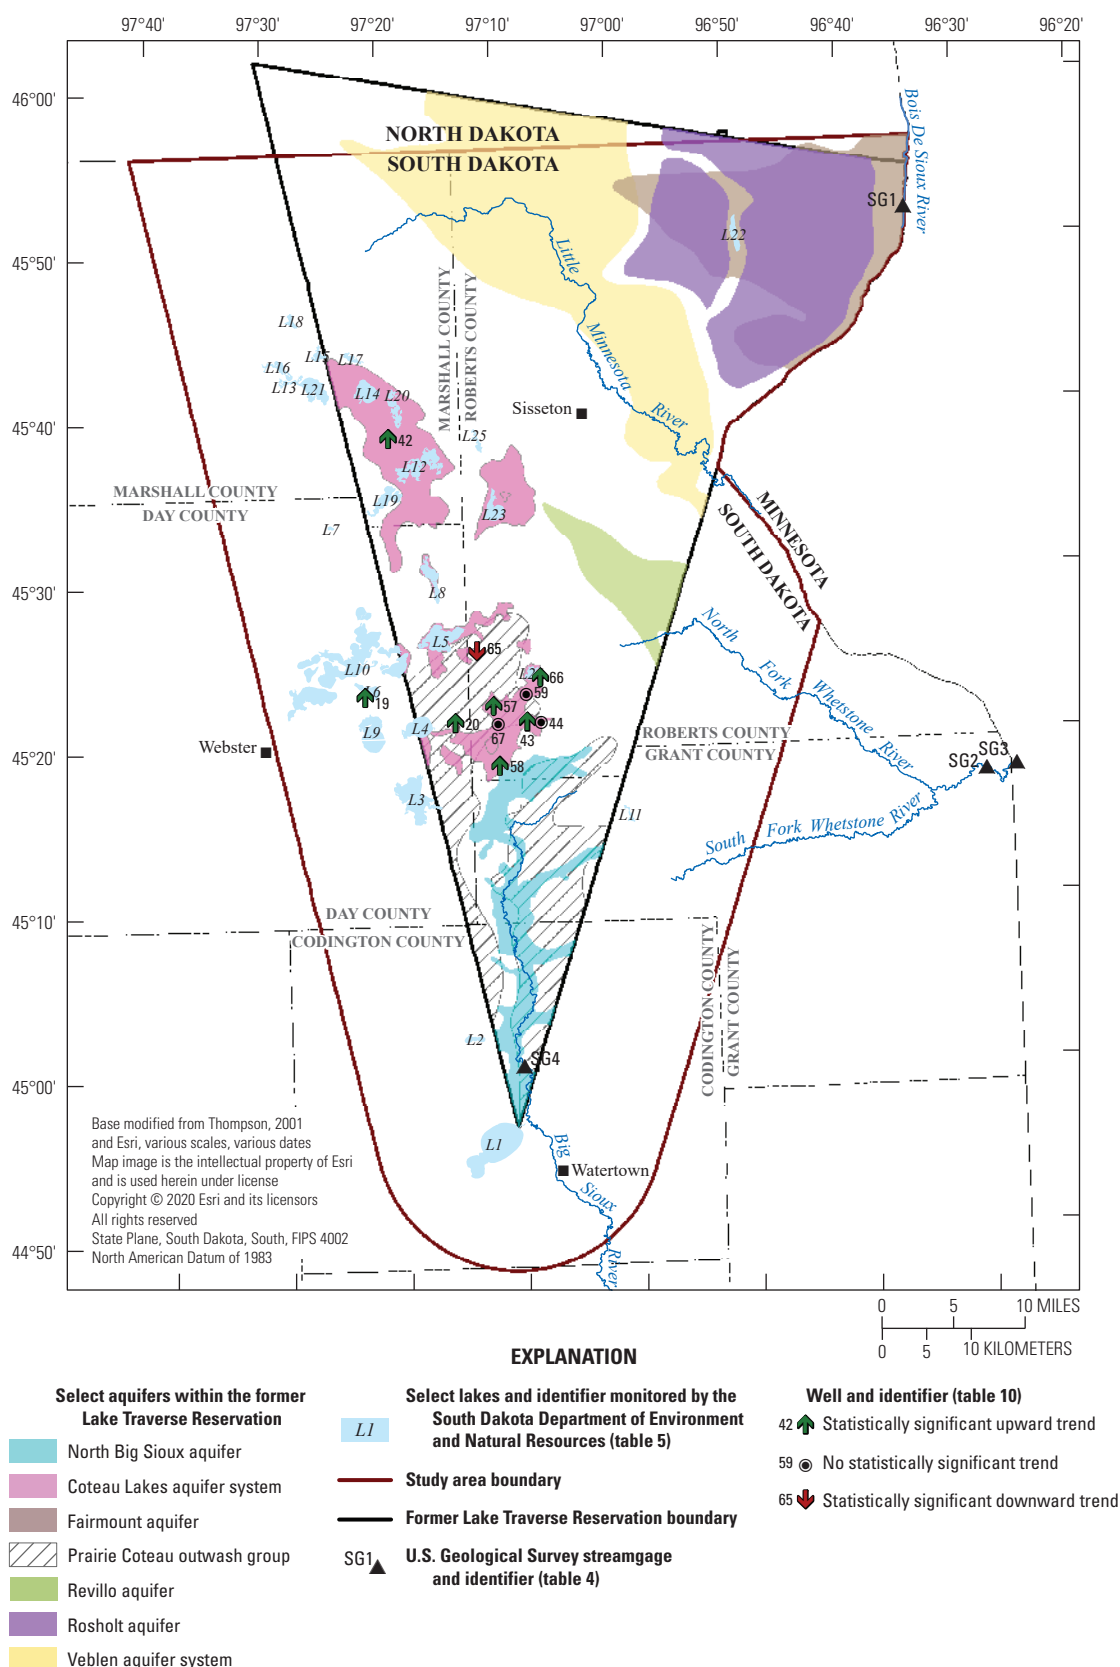 97°40' 97°30' 97°20' 97°10' 97°00' 96°50' 96°40' 96°30' 96°20'
46°00'
45°50'
45°40'
45°30'
45°20'
45°10'
45°00'
44°50'
NORTH DAKOTA
SOUTH DAKOTA
Bois De Sioux River
SG1
L22
Little Minnesota River
MARSHALL COUNTY
ROBERTS COUNTY
L18
L15 L17
L16
L13 L21
L14 L20
Sisseton
42
L25
L12
MARSHALL COUNTY
DAY COUNTY
L19
L23
L7
MINNESOTA
SOUTH DAKOTA
L8
North Fork Whetstone River
L5
65
L10
66
L6
59
19
57
20
44
L9
L4
67
43
Webster
58
ROBERTS COUNTY
GRANT COUNTY
SG2
SG3
L3
L11
South Fork Whetstone River
DAY COUNTY
CODINGTON COUNTY
CODINGTON COUNTY
GRANT COUNTY
L2
SG4
L1
Big Sioux River
Watertown
Base modified from Thompson, 2001
and Esri, various scales, various dates
Map image is the intellectual property of Esri
and is used herein under license
Copyright © 2020 Esri and its licensors
All rights reserved
State Plane, South Dakota, South, FIPS 4002
North American Datum of 1983
0 5 10 MILES
0 5 10 KILOMETERS
EXPLANATION
Select aquifers within the former
Lake Traverse Reservation
North Big Sioux aquifer
Coteau Lakes aquifer system
Fairmount aquifer
Prairie Coteau outwash group
Revillo aquifer
Rosholt aquifer
Veblen aquifer system
L1
Select lakes and identifier monitored by the
South Dakota Department of Environment
and Natural Resources (table 5)
Study area boundary
Former Lake Traverse Reservation boundary
SG1
U.S. Geological Survey streamgage
and identifier (table 4)
Well and identifier (table 10)
42 Statistically significant upward trend
59 No statistically significant trend
65 Statistically significant downward trend